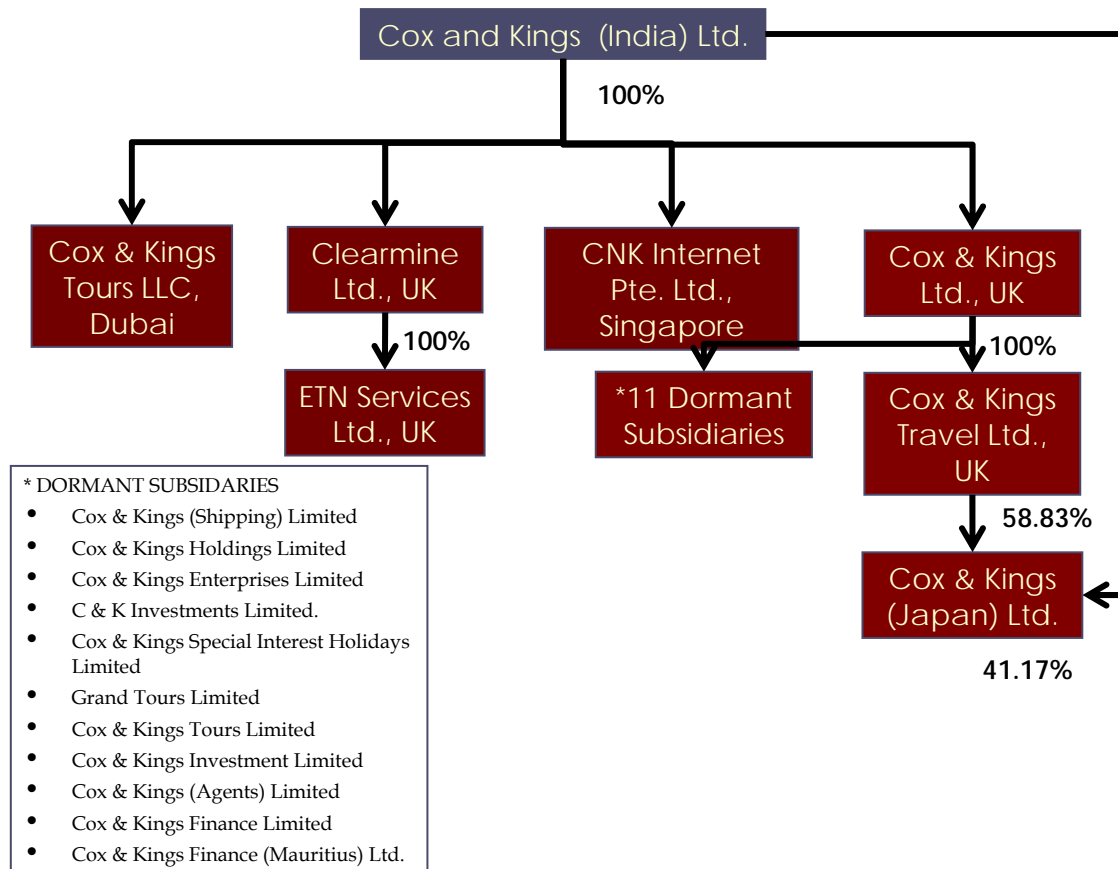 Cox and Kings (India) Ltd.
100%
Cox & Kings
Tours LLC,
Dubai
Clearmine
Ltd., UK
CNK Internet
Pte. Ltd.,
Singapore
Cox & Kings
Ltd., UK
100%
100%
ETN Services
Ltd., UK
*11 Dormant
Subsidiaries
Cox & Kings
Travel Ltd.,
UK
58.83%
Cox & Kings
(Japan) Ltd.
41.17%
* DORMANT SUBSIDARIES
• Cox & Kings (Shipping) Limited
• Cox & Kings Holdings Limited
• Cox & Kings Enterprises Limited
• C & K Investments Limited.
• Cox & Kings Special Interest Holidays
Limited
• Grand Tours Limited
• Cox & Kings Tours Limited
• Cox & Kings Investment Limited
• Cox & Kings (Agents) Limited
• Cox & Kings Finance Limited
• Cox & Kings Finance (Mauritius) Ltd.